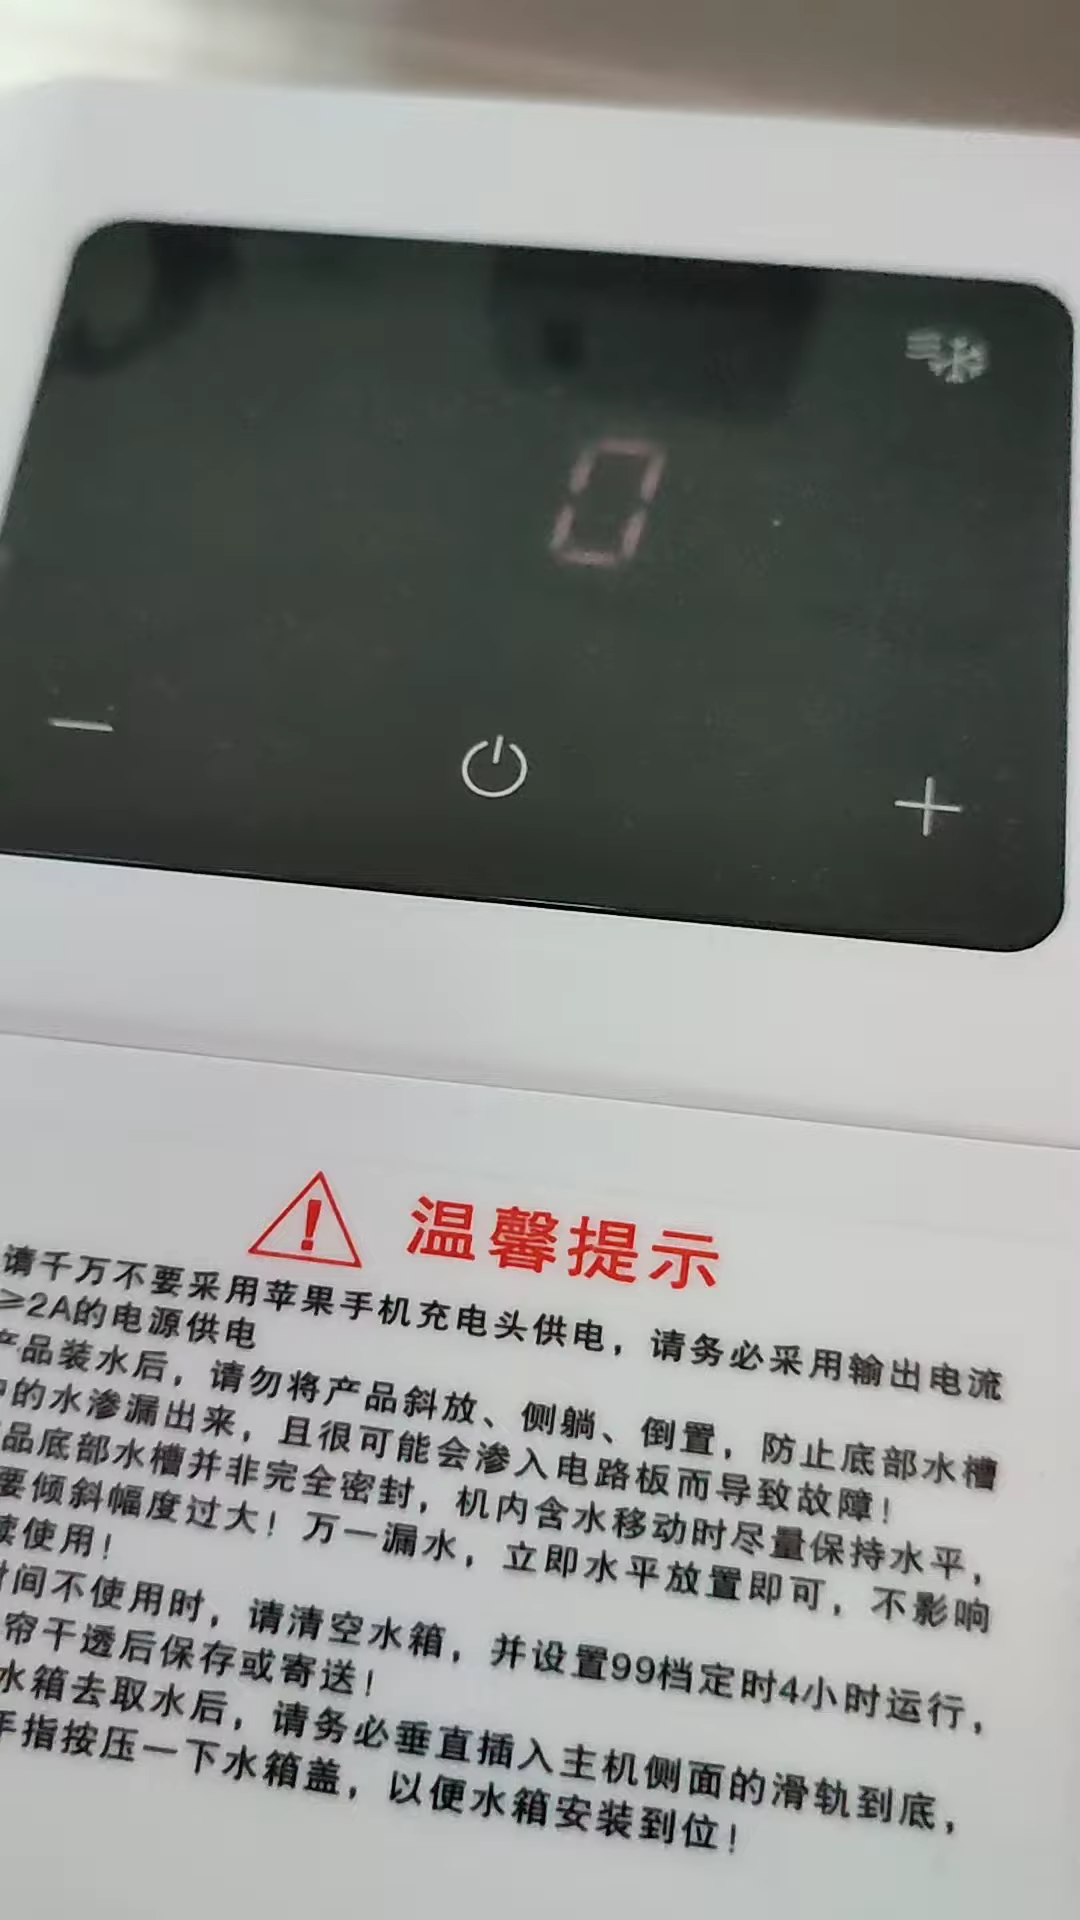 0
温馨提示
请千万不要采用苹果手机充电头供电，请务必采用输出电流
≥2A的电源供电
产品装水后，请勿将产品斜放、侧躺、倒置，防止底部水槽
中的水渗漏出来，且很可能会渗入电路板而导致故障！
品底部水槽并非完全密封，机内含水移动时尽量保持水平，
要倾斜幅度过大！万一漏水，立即水平放置即可，不影响
续使用！
时间不使用时，请清空水箱，并设置99档定时4小时运行，
帘干透后保存或寄送！
水箱去取水后，请务必垂直插入主机侧面的滑轨到底，
手指按压一下水箱盖，以便水箱安装到位！